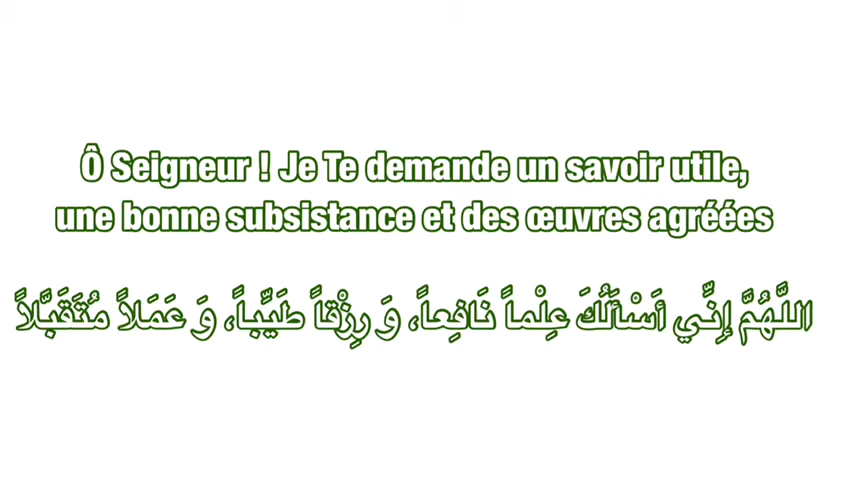 Ô Seigneur ! Je Te demande un savoir utile,
une bonne subsistance et des œuvres agréées
اللَّهُمَّ إِنِّي أَسْأَلُكَ عِلْماً نَافِعاً، وَ رِزْقاً طَيِّباً، وَ عَمَلاً مُتَقَبَّلاً